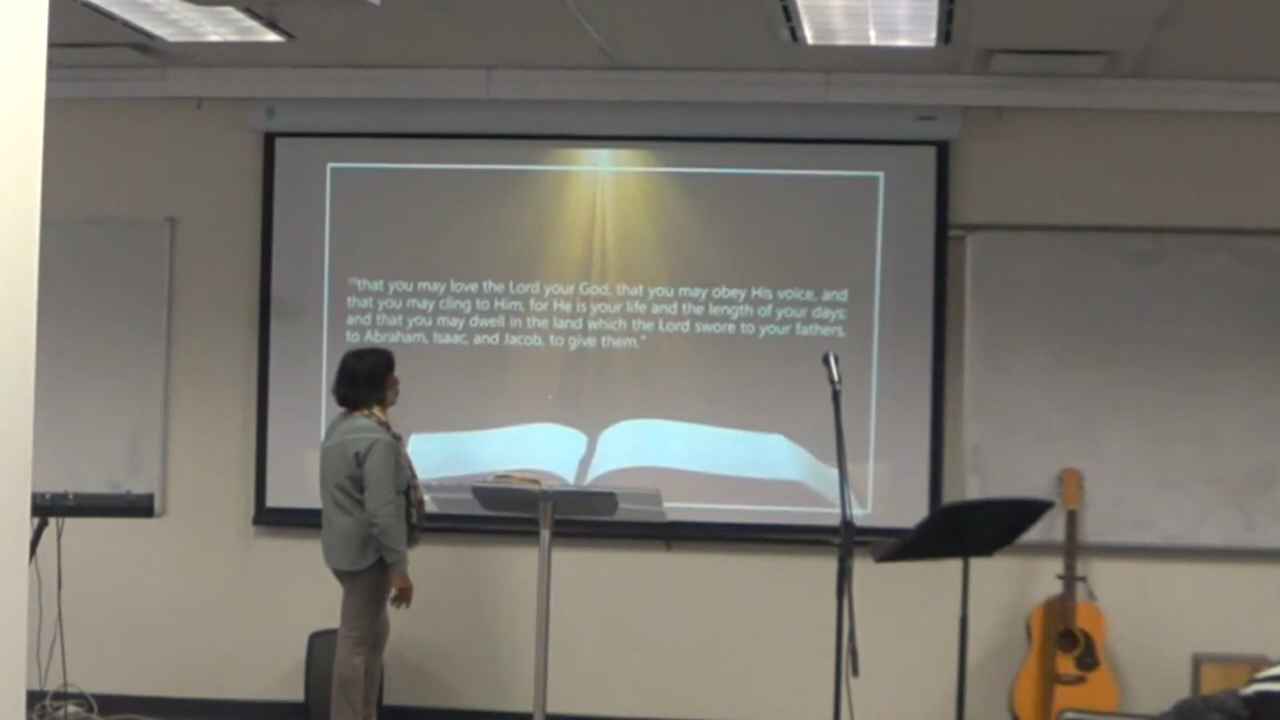 "that you may love the Lord your God, that you may obey His voice, and
that you may cling to Him, for He is your life and the length of your days;
and that you may dwell in the land which the Lord swore to your fathers,
to Abraham, Isaac, and Jacob, to give them."